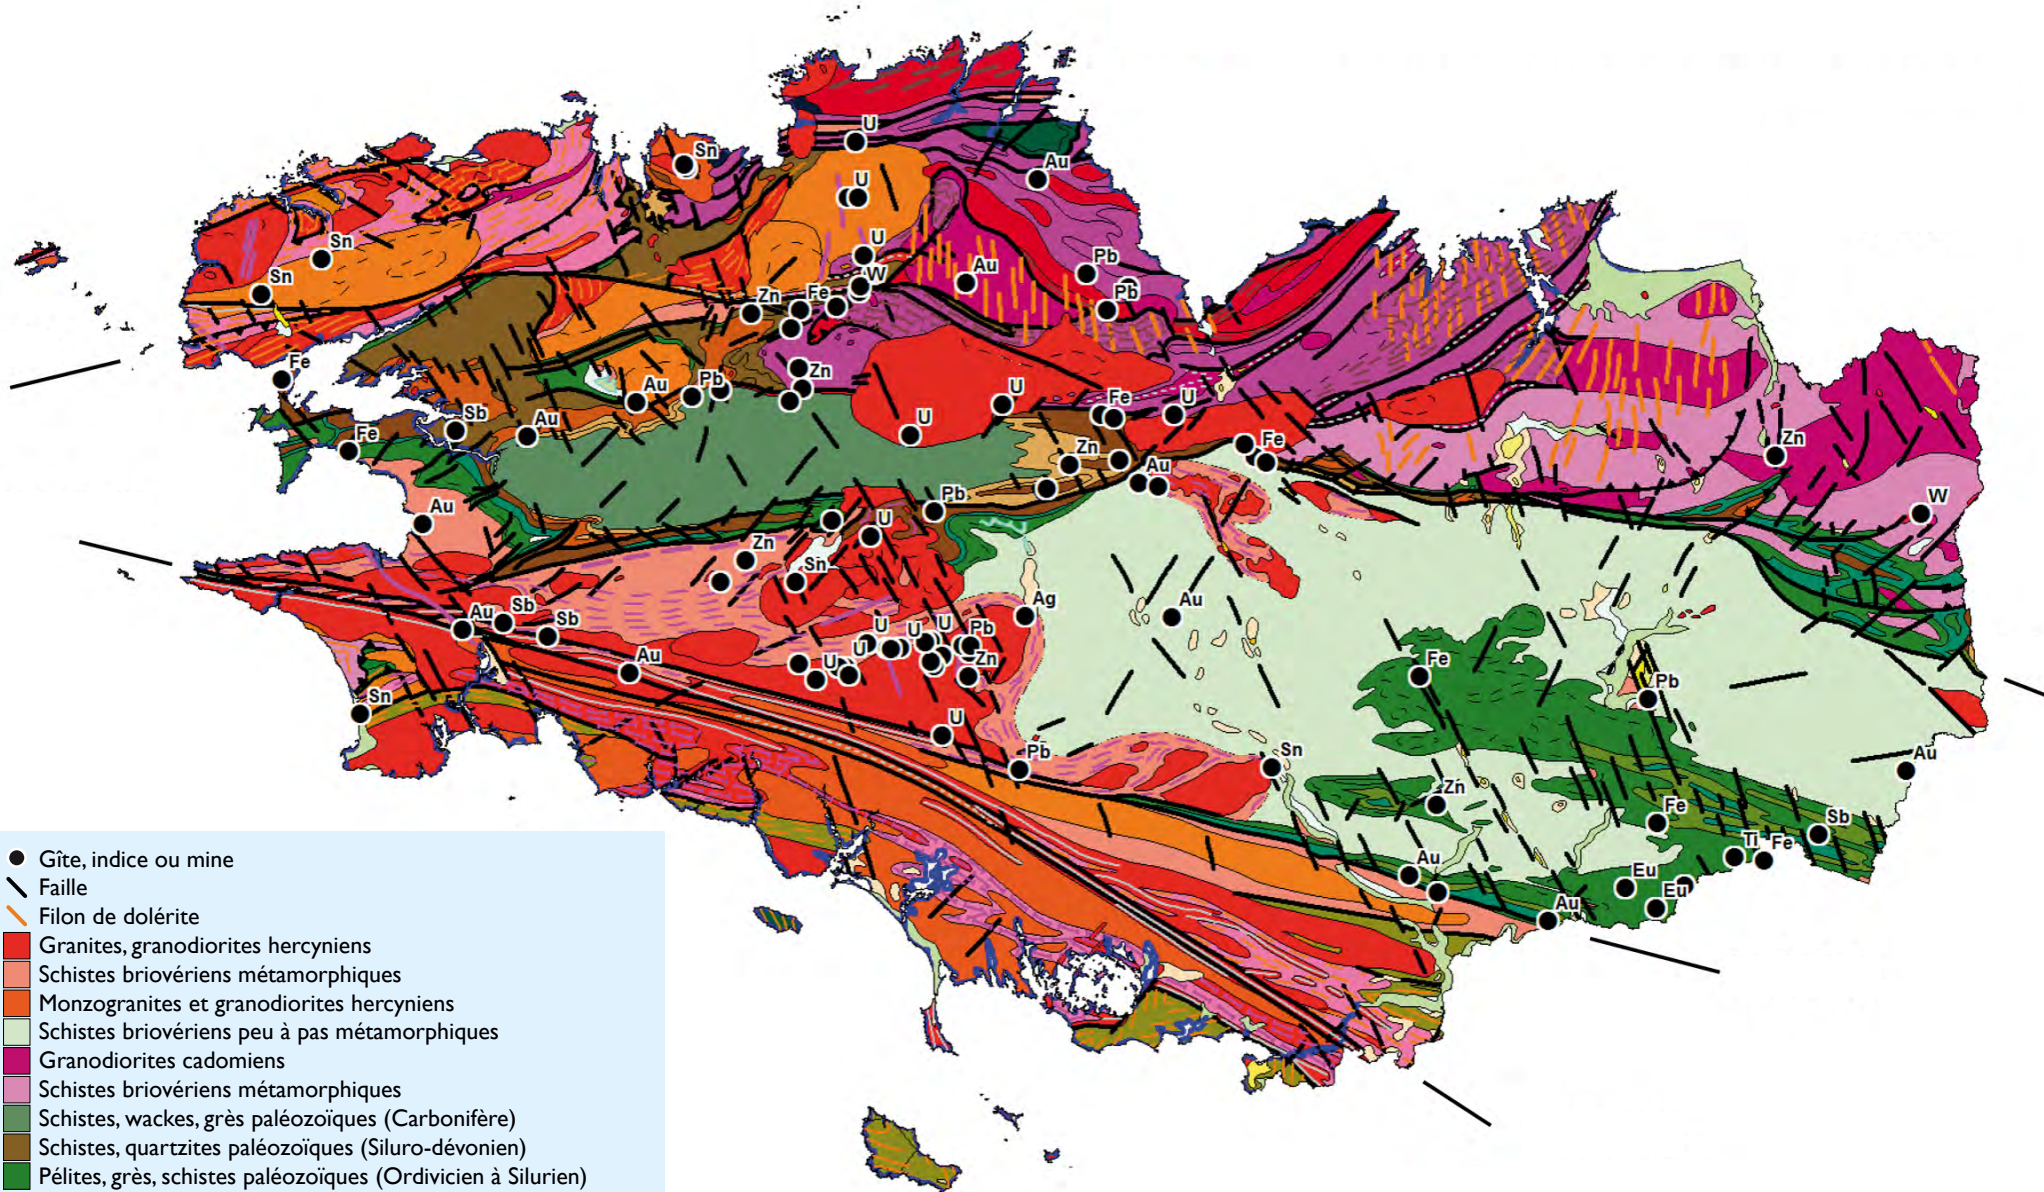 U
Sn
U
Au
Sn
U
Pb
Sn
W
Au
Zn
Fe
Pb
Fe
Zn
Au
Pb
U
Fe
U
Sb
Au
U
Fe
Fe
Zn
Zn
Au
Au
Pb
W
U
Zn
Sn
Au
Sb
Sb
Ag
Au
U
U
U
Pb
Au
U
U
Zn
Fe
Sn
Pb
U
Pb
Sn
Au
Zn
Fe
Sb
Ti
Fe
Au
Eu
Eu
Au
Gîte, indice ou mine
Faille
Filon de dolérite
Granites, granodiorites hercyniens
Schistes briovériens métamorphiques
Monzogranites et granodiorites hercyniens
Schistes briovériens peu à pas métamorphiques
Granodiorites cadomiens
Schistes briovériens métamorphiques
Schistes, wackes, grès paléozoïques (Carbonifère)
Schistes, quartzites paléozoïques (Siluro-dévonien)
Pélites, grès, schistes paléozoïques (Ordivicien à Silurien)